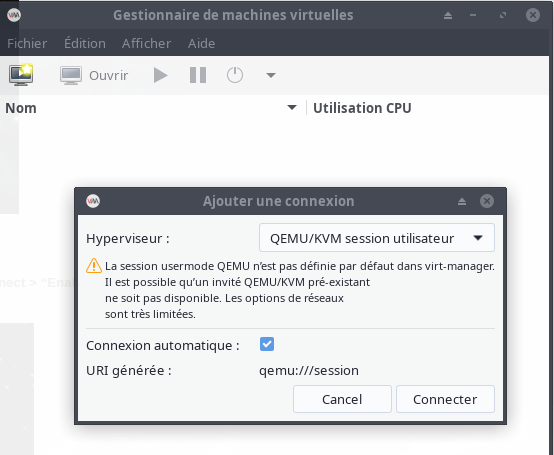 Gestionnaire de machines virtuelles
Fichier Édition Afficher Aide
Ouvrir
Nom Utilisation CPU
Ajouter une connexion
Hyperviseur : QEMU/KVM session utilisateur
La session usermode QEMU n’est pas définie par défaut dans virt-manager.
Il est possible qu’un invité QEMU/KVM pré-existant
ne soit pas disponible. Les options de réseaux
sont très limitées.
Connexion automatique :
URI générée : qemu:///session
Cancel Connecter